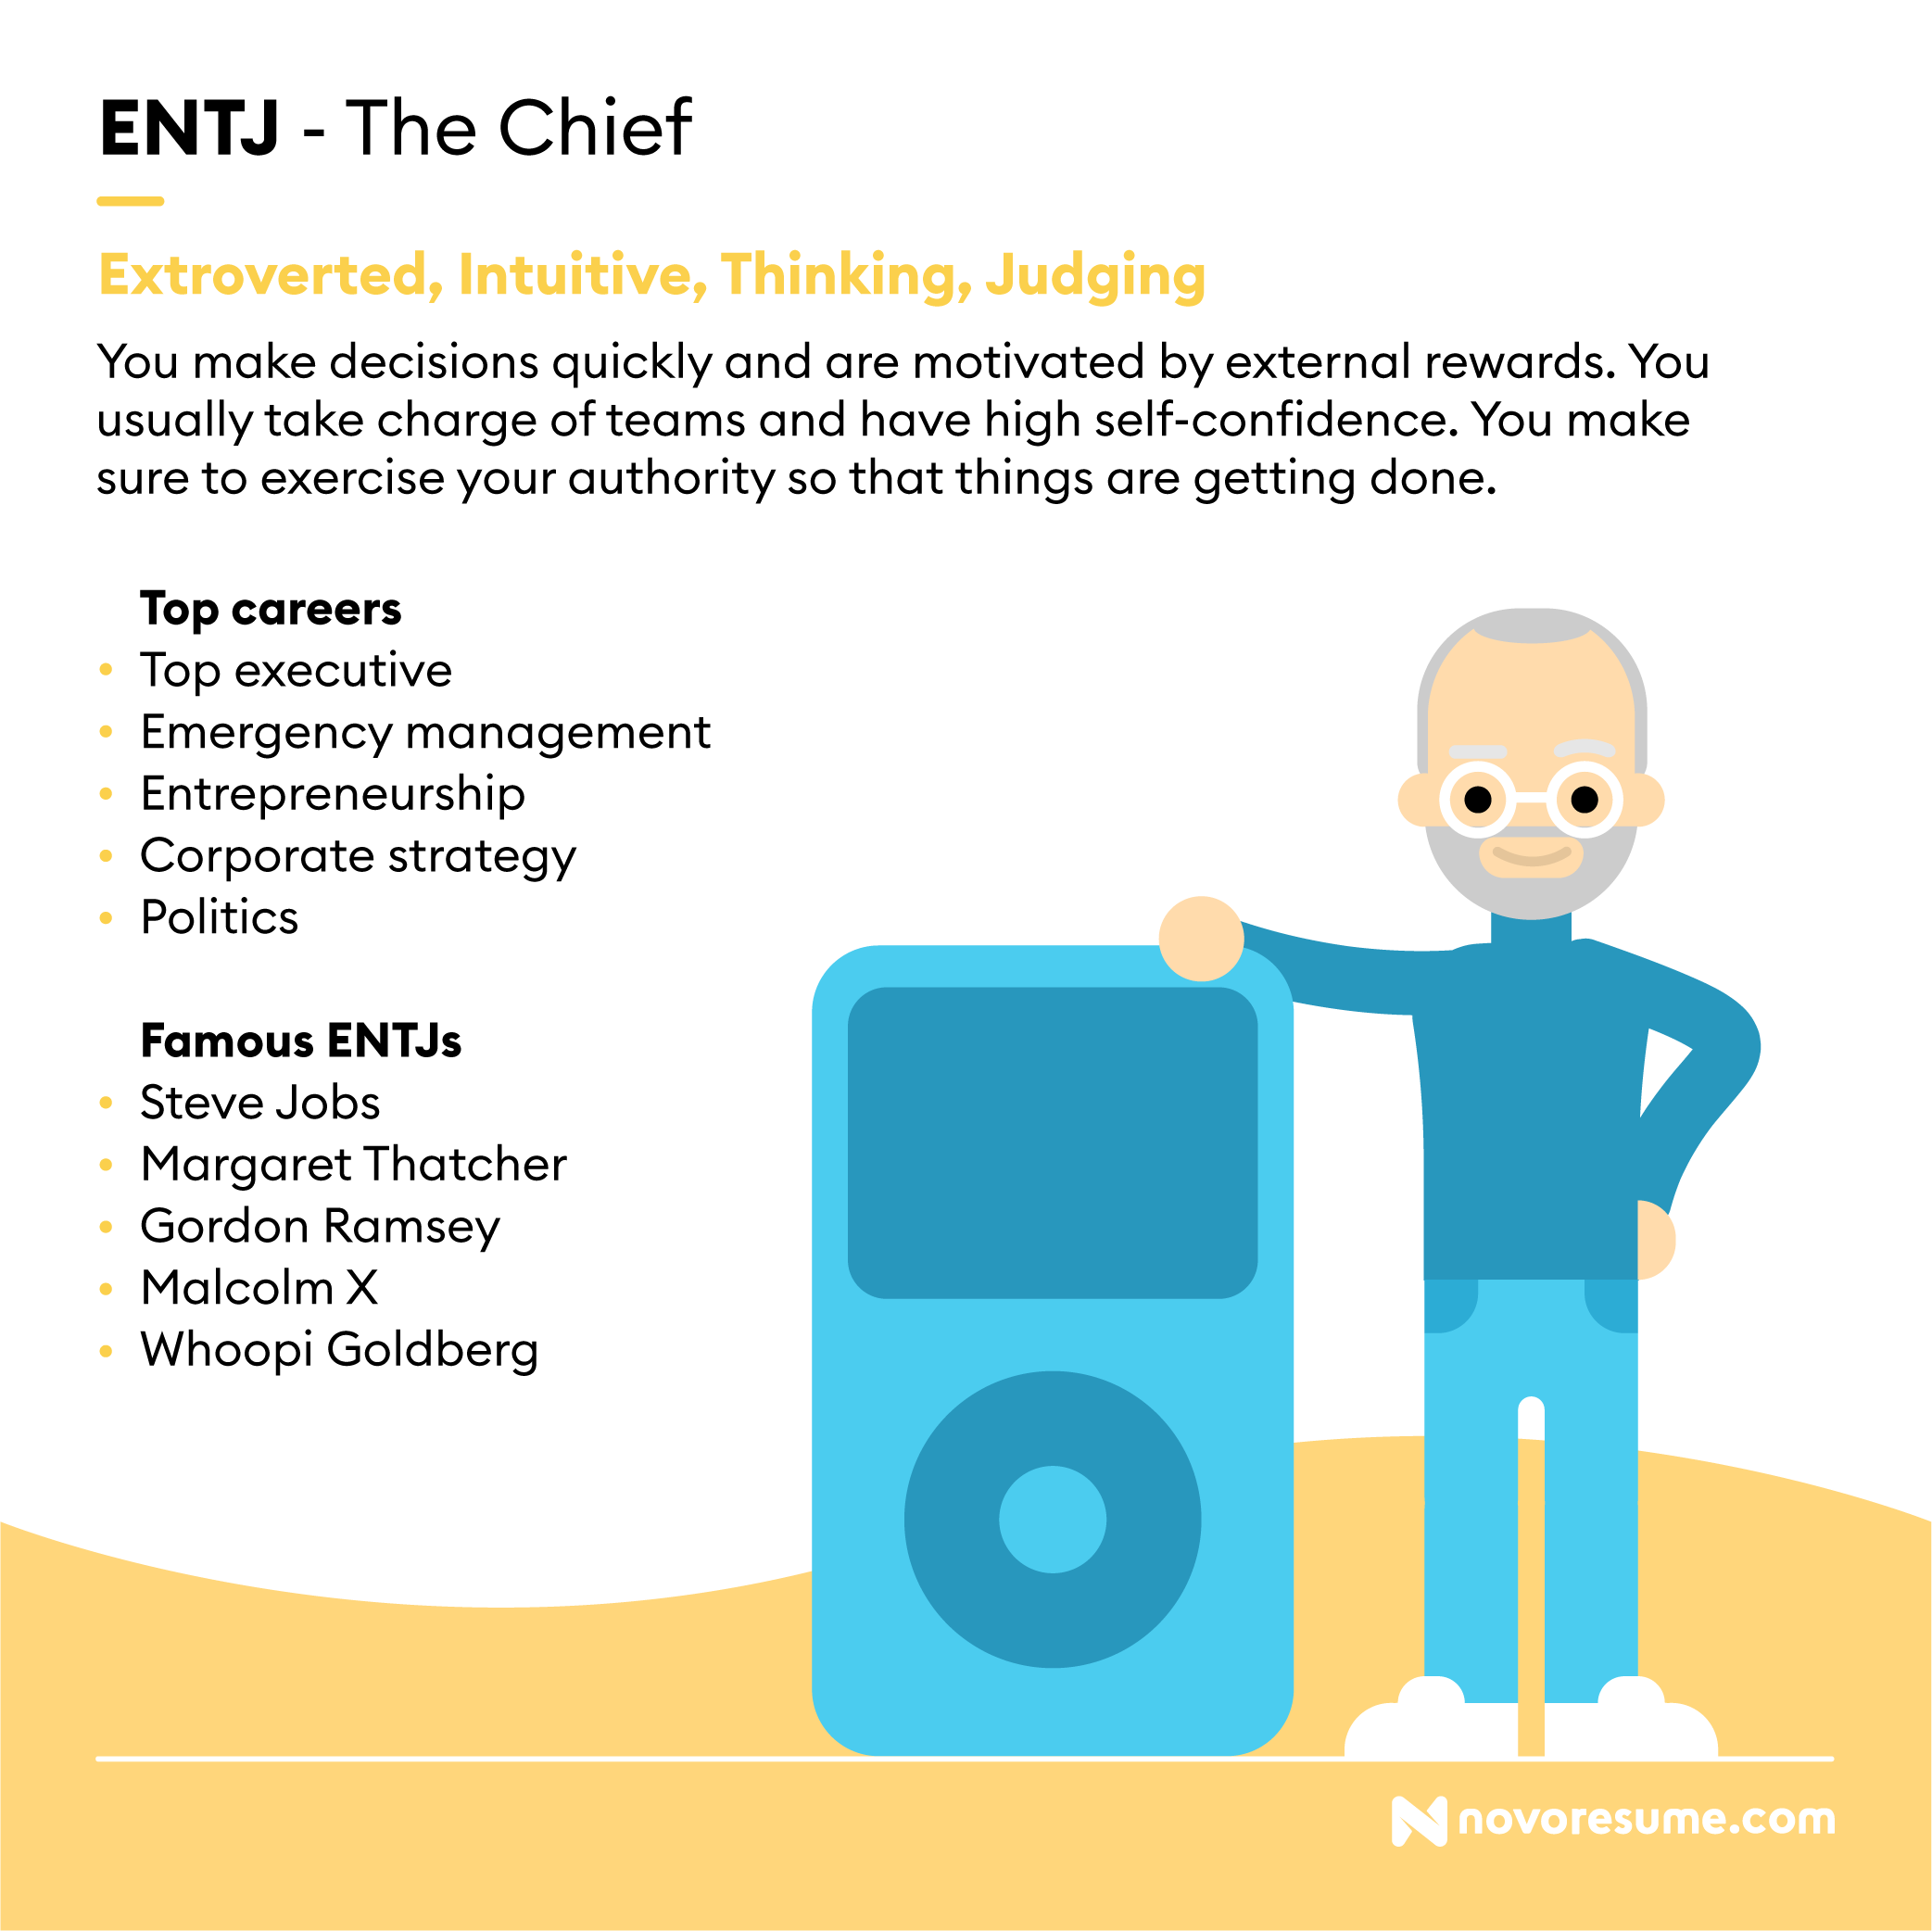 ENTJ - The Chief
Extroverted, Intuitive, Thinking, Judging
You make decisions quickly and are motivated by external rewards. You
usually take charge of teams and have high self-confidence. You make
sure to exercise your authority so that things are getting done.
Top careers
Top executive
Emergency management
Entrepreneurship
Corporate strategy
Politics
Famous ENTJs
Steve Jobs
Margaret Thatcher
Gordon Ramsey
Malcolm X
Whoopi Goldberg
novoresume.com